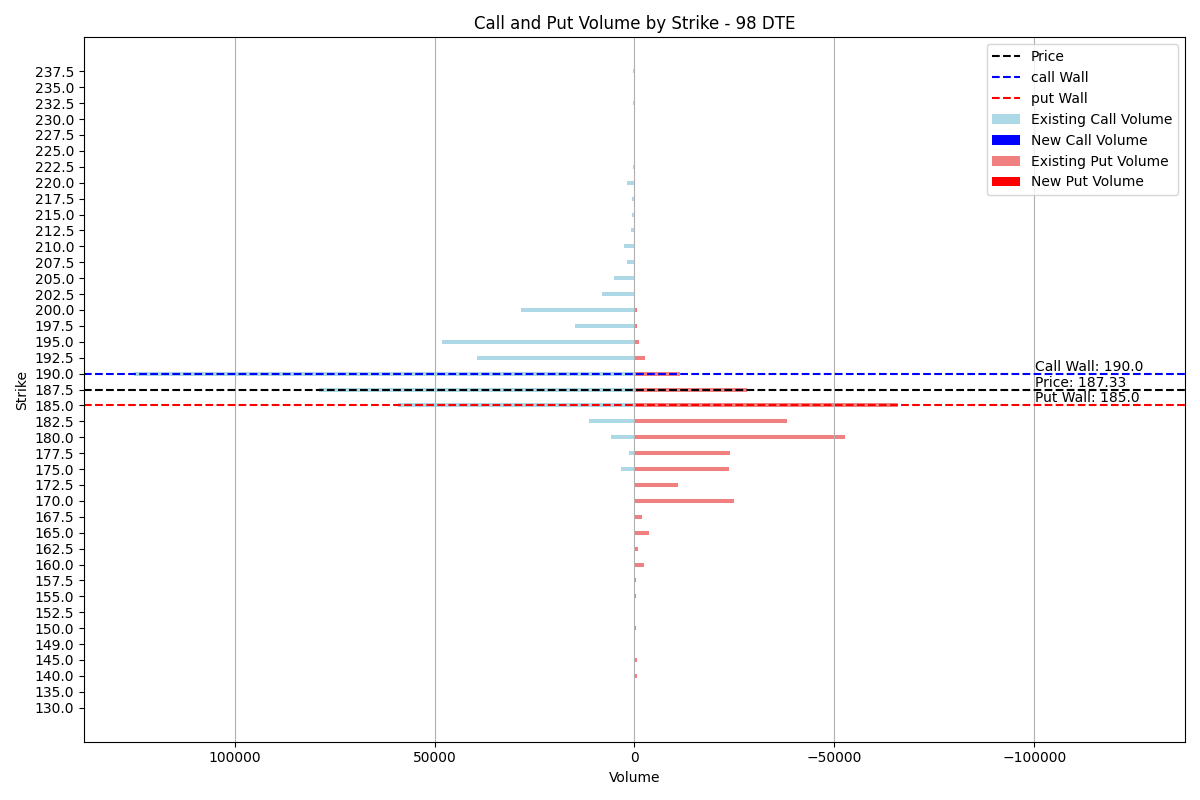 Call and Put Volume by Strike - 98 DTE
Price
call Wall
put Wall
Existing Call Volume
New Call Volume
Existing Put Volume
New Put Volume
Strike
237.5
235.0
232.5
230.0
227.5
225.0
222.5
220.0
217.5
215.0
212.5
210.0
207.5
205.0
202.5
200.0
197.5
195.0
192.5
190.0
187.5
185.0
182.5
180.0
177.5
175.0
172.5
170.0
167.5
165.0
162.5
160.0
157.5
155.0
152.5
150.0
149.0
145.0
140.0
135.0
130.0
Call Wall: 190.0
Price: 187.33
Put Wall: 185.0
100000 50000 0 −50000 −100000
Volume